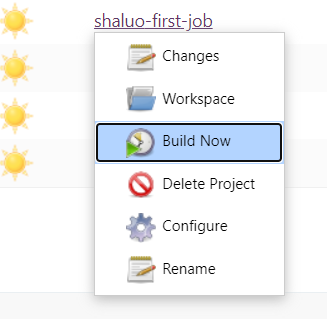 shaluo-first-job
Changes
Workspace
Build Now
Delete Project
Configure
Rename